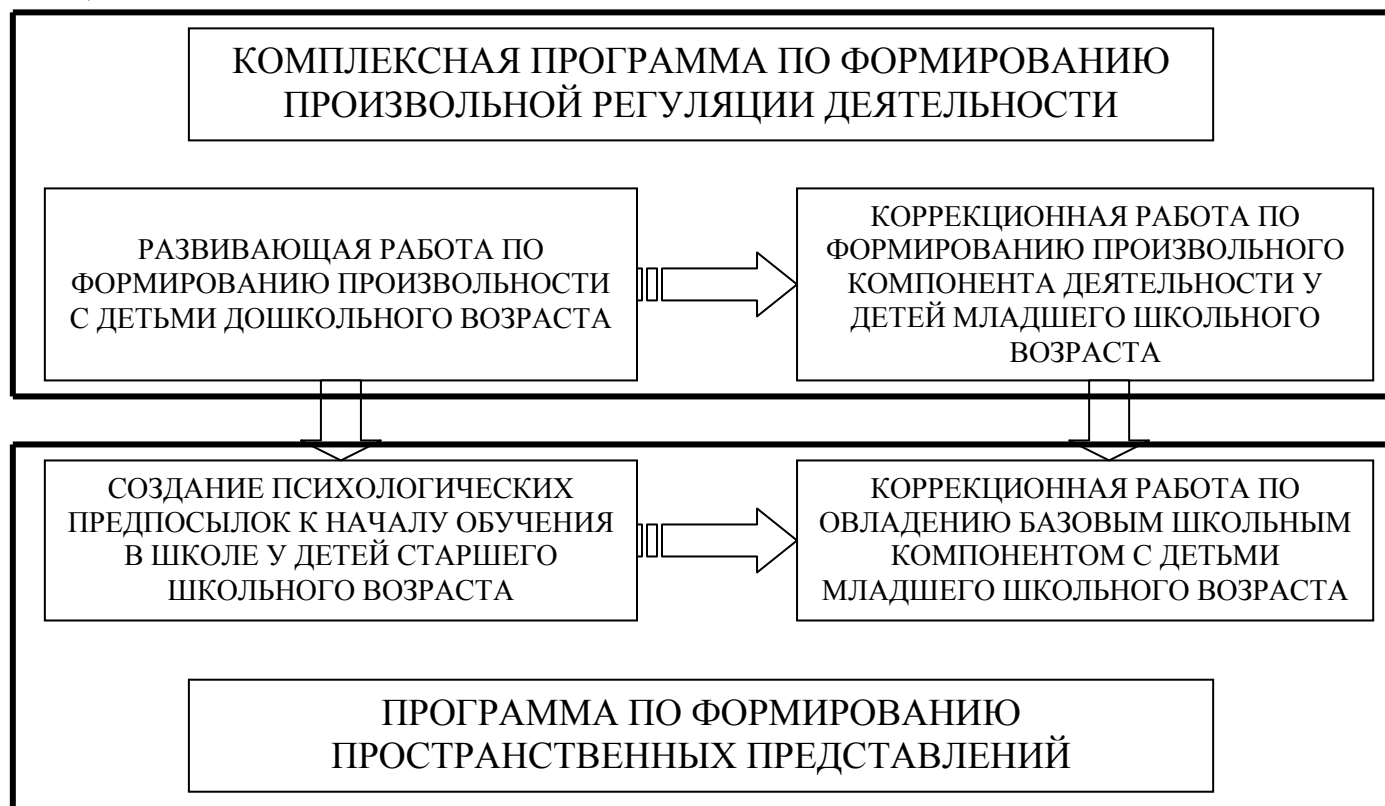 КОМПЛЕКСНАЯ ПРОГРАММА ПО ФОРМИРОВАНИЮ
ПРОИЗВОЛЬНОЙ РЕГУЛЯЦИИ ДЕЯТЕЛЬНОСТИ
РАЗВИВАЮЩАЯ РАБОТА ПО
ФОРМИРОВАНИЮ ПРОИЗВОЛЬНОСТИ
С ДЕТЬМИ ДОШКОЛЬНОГО ВОЗРАСТА
КОРРЕКЦИОННАЯ РАБОТА ПО
ФОРМИРОВАНИЮ ПРОИЗВОЛЬНОГО
КОМПОНЕНТА ДЕЯТЕЛЬНОСТИ У
ДЕТЕЙ МЛАДШЕГО ШКОЛЬНОГО
ВОЗРАСТА
СОЗДАНИЕ ПСИХОЛОГИЧЕСКИХ
ПРЕДПОСЫЛОК К НАЧАЛУ ОБУЧЕНИЯ
В ШКОЛЕ У ДЕТЕЙ СТАРШЕГО
ШКОЛЬНОГО ВОЗРАСТА
КОРРЕКЦИОННАЯ РАБОТА ПО
ОВЛАДЕНИЮ БАЗОВЫМ ШКОЛЬНЫМ
КОМПОНЕНТОМ С ДЕТЬМИ
МЛАДШЕГО ШКОЛЬНОГО ВОЗРАСТА
ПРОГРАММА ПО ФОРМИРОВАНИЮ
ПРОСТРАНСТВЕННЫХ ПРЕДСТАВЛЕНИЙ